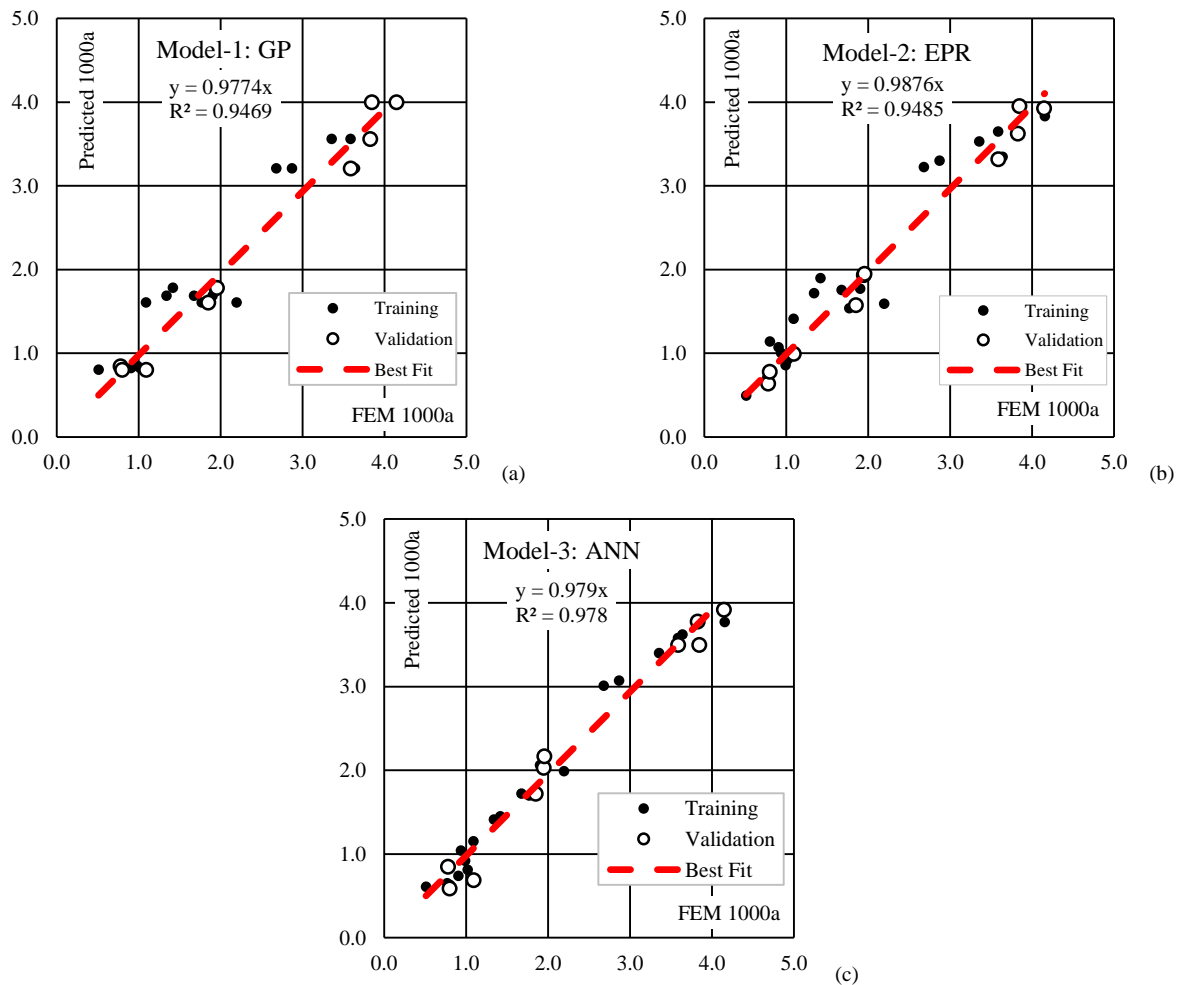 5.0
4.0
3.0
2.0
1.0
0.0
Predicted 1000a
Model-1: GP
y = 0.9774x
R² = 0.9469
Training
Validation
Best Fit
FEM 1000a
0.0 1.0 2.0 3.0 4.0 5.0
(a)
5.0
4.0
3.0
2.0
1.0
0.0
Predicted 1000a
Model-2: EPR
y = 0.9876x
R² = 0.9485
Training
Validation
Best Fit
FEM 1000a
0.0 1.0 2.0 3.0 4.0 5.0
(b)
5.0
4.0
3.0
2.0
1.0
0.0
Predicted 1000a
Model-3: ANN
y = 0.979x
R² = 0.978
Training
Validation
Best Fit
FEM 1000a
0.0 1.0 2.0 3.0 4.0 5.0
(c)